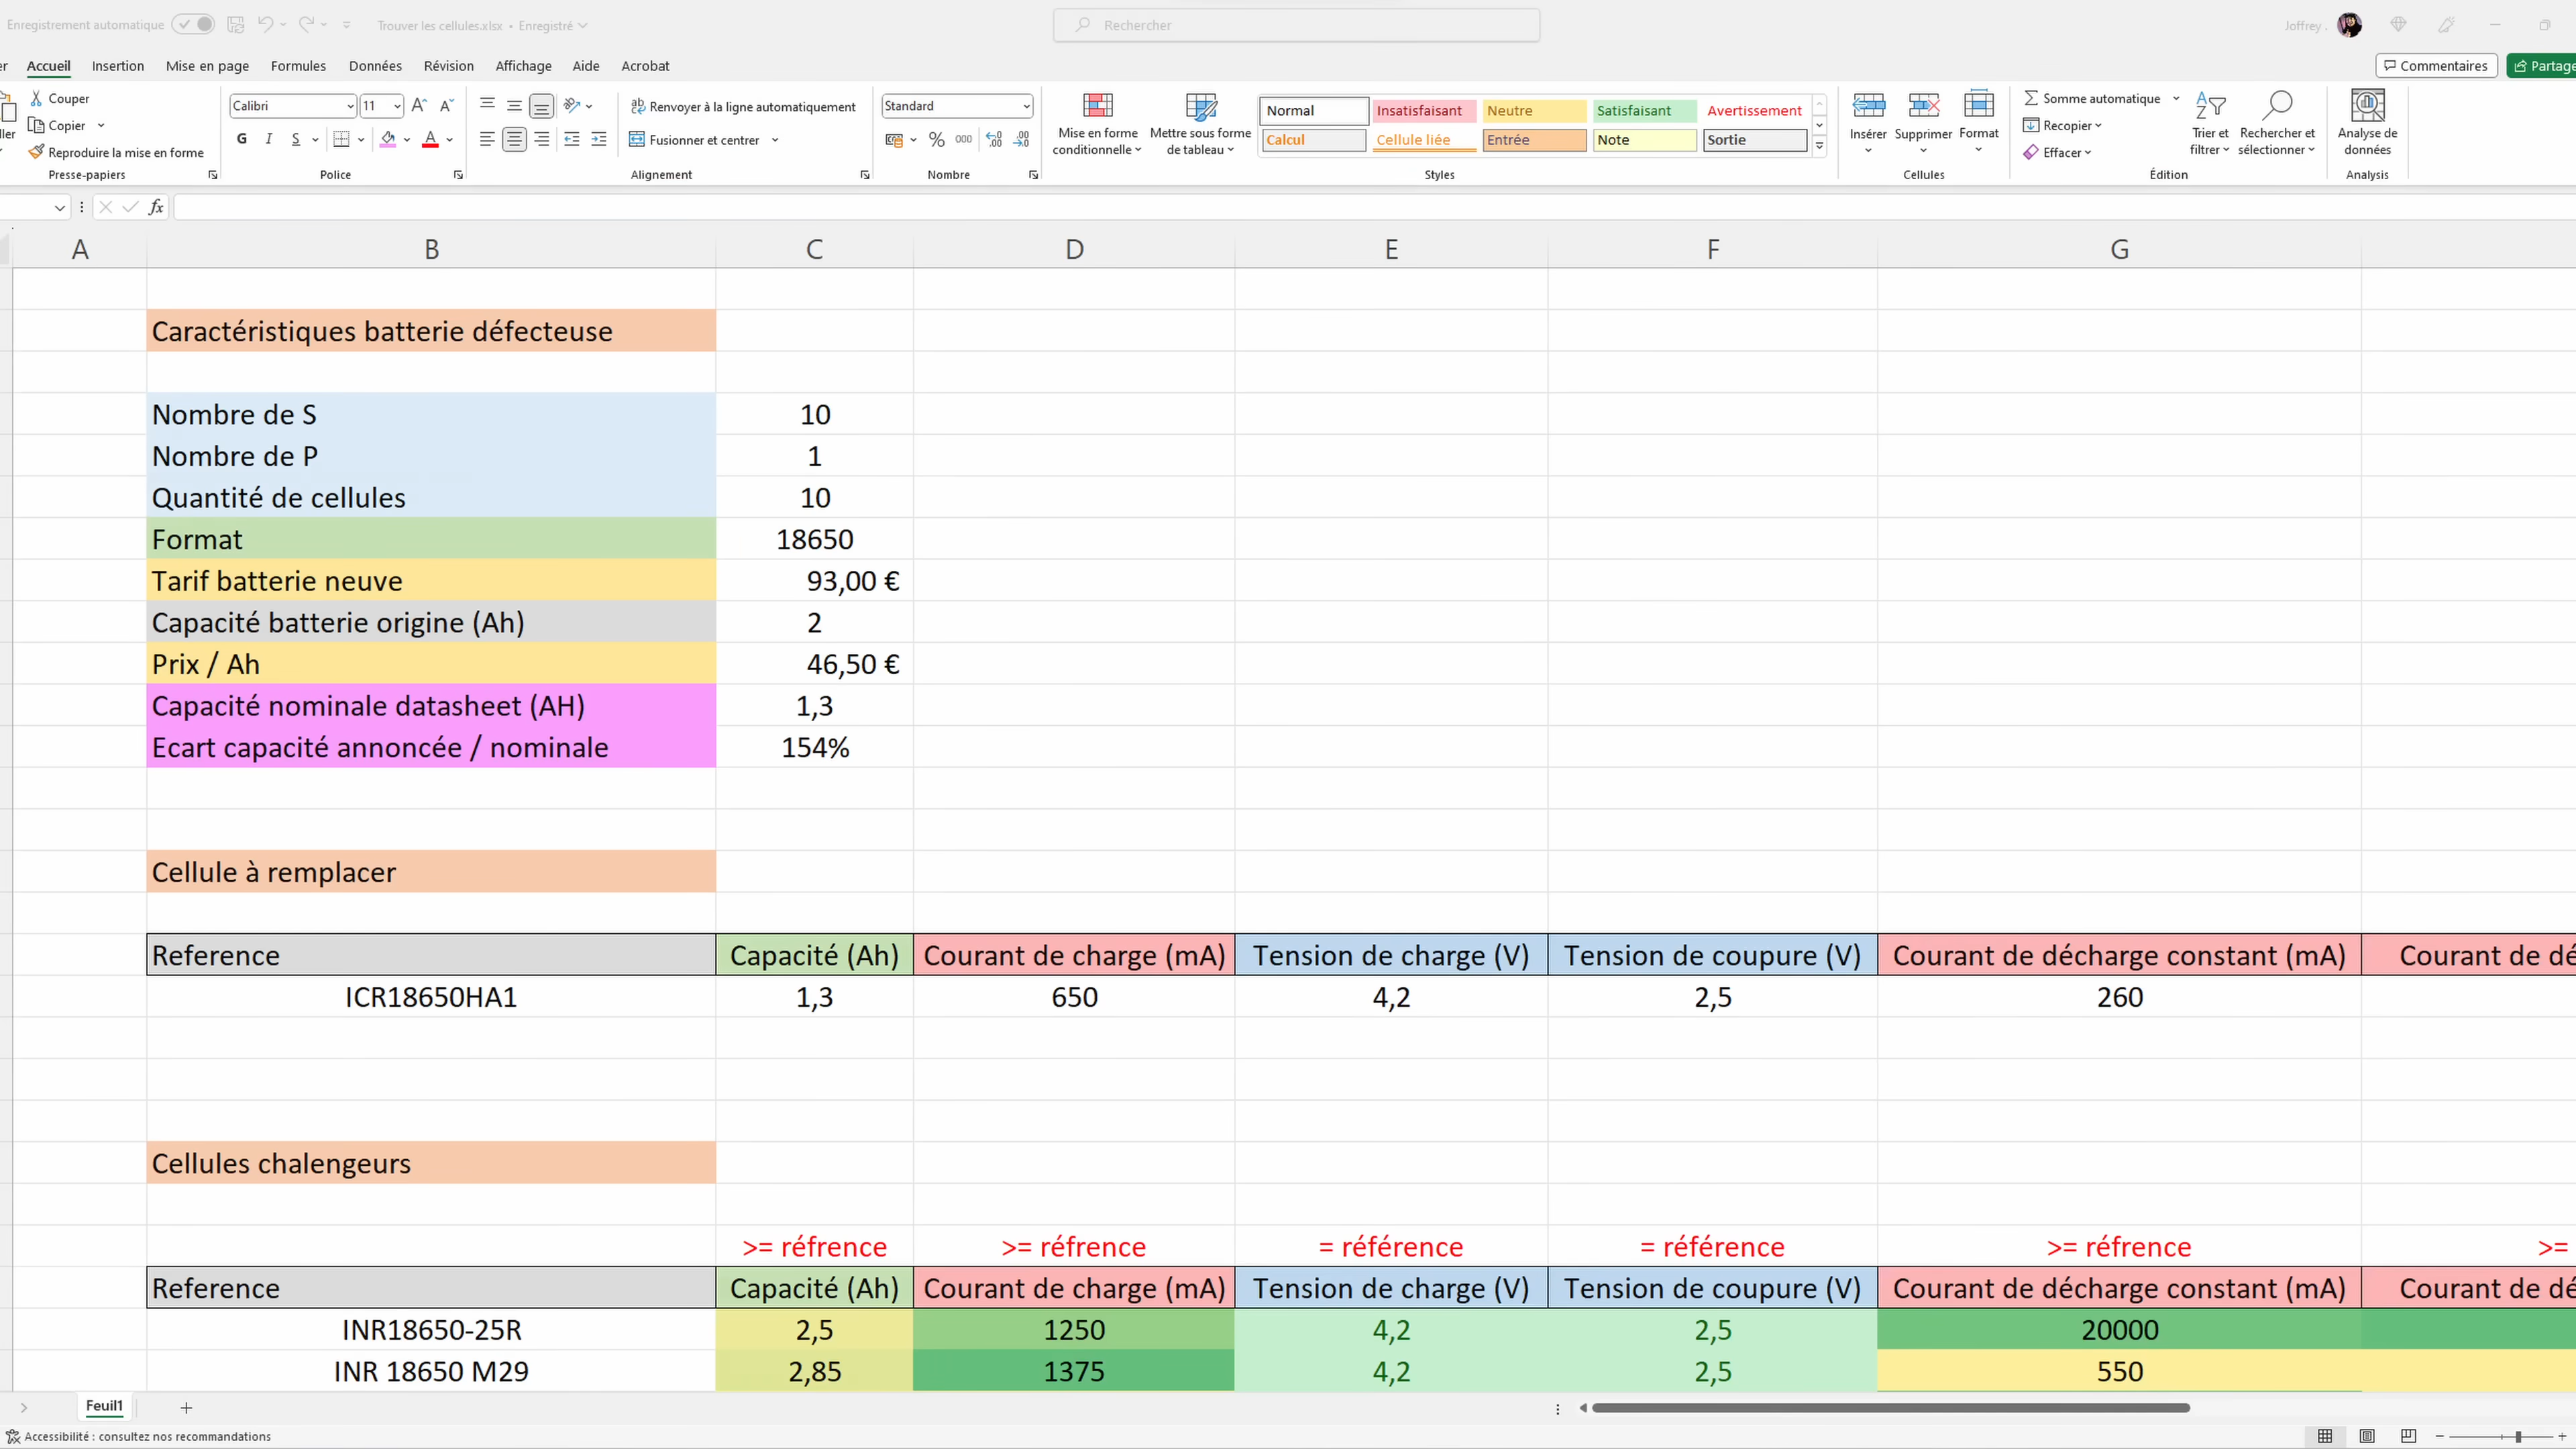 Enregistrement automatique
Trouver les cellules.xlsx • Enregistré
Rechercher
Joffrey .
Accueil Insertion Mise en page Formules Données Révision Affichage Aide Acrobat
Commentaires
Partage
Couper
Copier
Reproduire la mise en forme
Presse-papiers
Calibri 11
G I S
Police
Renvoyer à la ligne automatiquement
Fusionner et centrer
Alignement
Standard
% 000
Nombre
Mise en forme conditionnelle
Mettre sous forme de tableau
Normal Insatisfaisant Neutre Satisfaisant Avertissement
Calcul Cellule liée Entrée Note Sortie
Styles
Insérer Supprimer Format
Cellules
Somme automatique
Recopier
Effacer
Trier et filtrer
Rechercher et sélectionner
Édition
Analyse de données
Analysis
fx
A B C D E F G
Caractéristiques batterie défecteuse
Nombre de S 10
Nombre de P 1
Quantité de cellules 10
Format 18650
Tarif batterie neuve 93,00 €
Capacité batterie origine (Ah) 2
Prix / Ah 46,50 €
Capacité nominale datasheet (AH) 1,3
Ecart capacité annoncée / nominale 154%
Cellule à remplacer
Reference Capacité (Ah) Courant de charge (mA) Tension de charge (V) Tension de coupure (V) Courant de décharge constant (mA) Courant de dé
ICR18650HA1 1,3 650 4,2 2,5 260
Cellules chalengeurs
>= réfrence >= réfrence = référence = référence >= réfrence >=
Reference Capacité (Ah) Courant de charge (mA) Tension de charge (V) Tension de coupure (V) Courant de décharge constant (mA) Courant de dé
INR18650-25R 2,5 1250 4,2 2,5 20000
INR 18650 M29 2,85 1375 4,2 2,5 550
Feuil1
Accessibilité : consultez nos recommandations